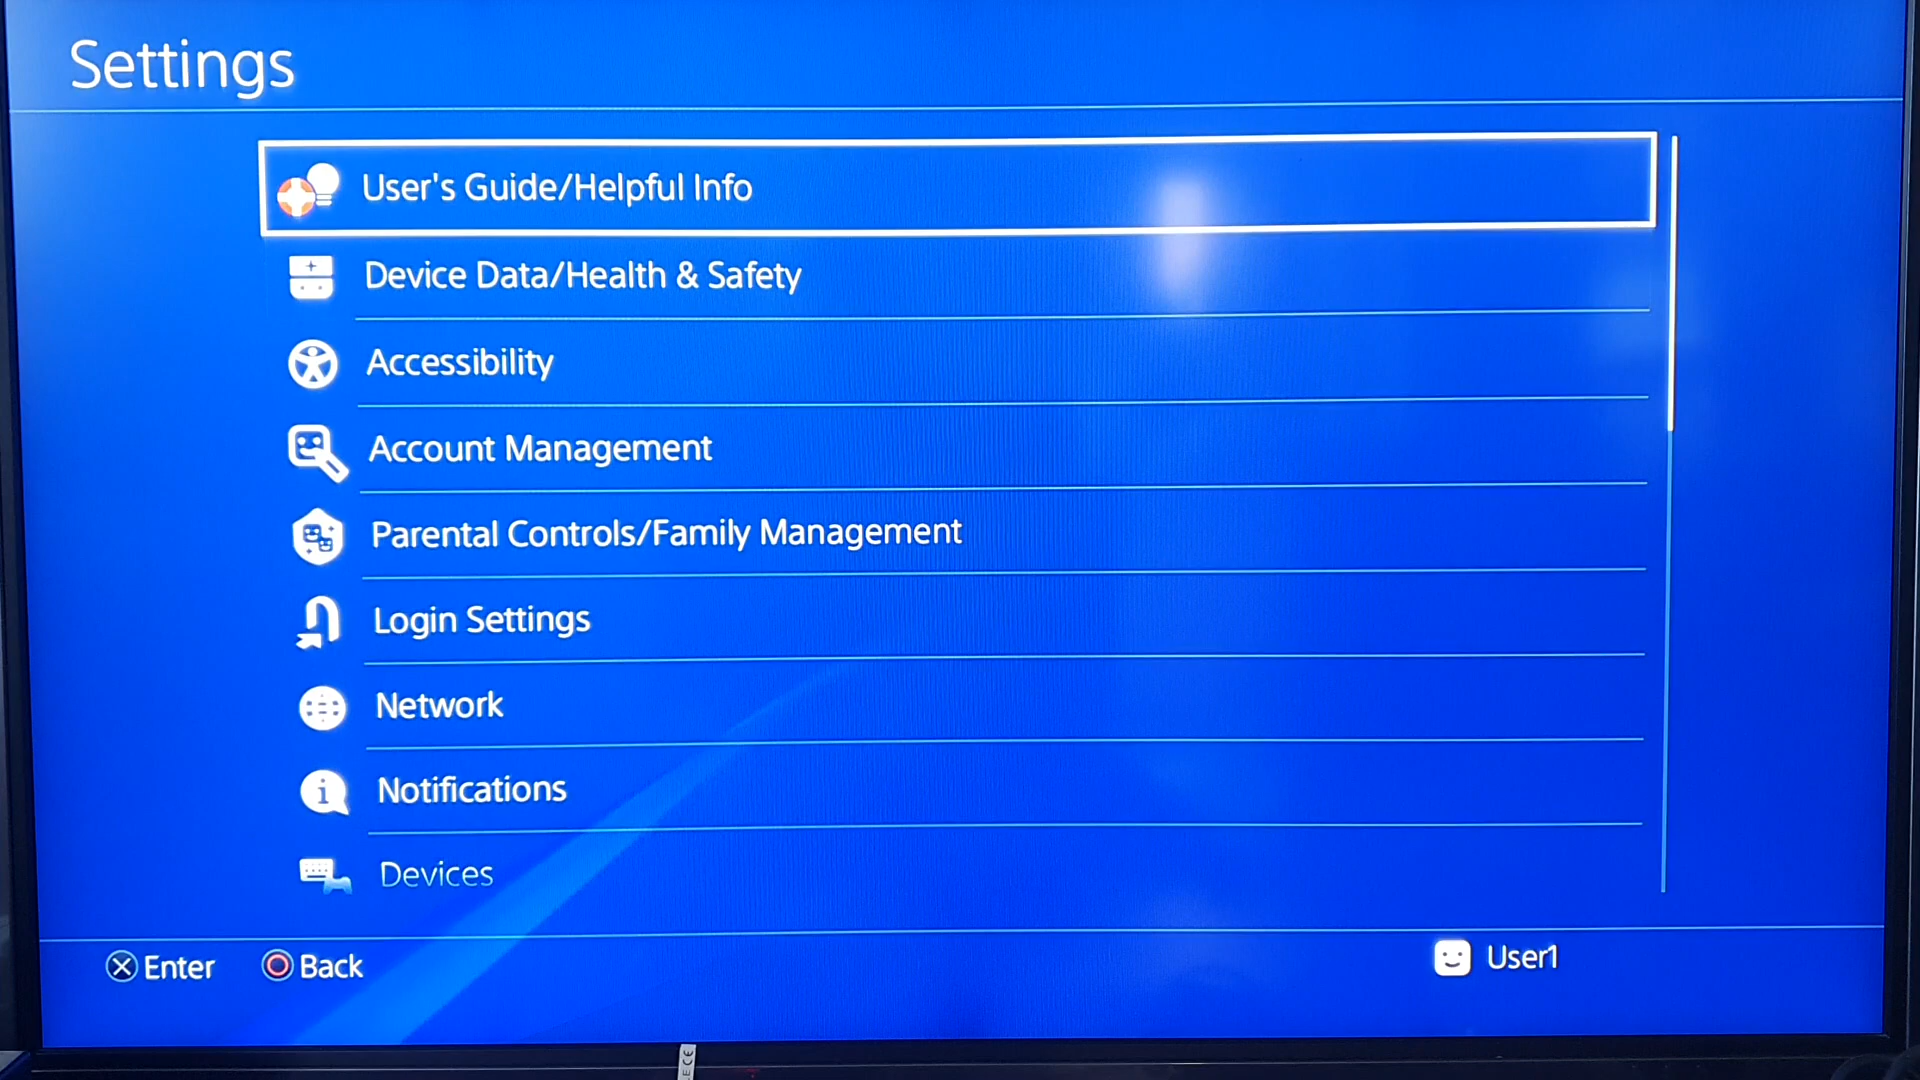 Settings
User's Guide/Helpful Info
Device Data/Health & Safety
Accessibility
Account Management
Parental Controls/Family Management
Login Settings
Network
Notifications
Devices
Enter
Back
User1
ECE